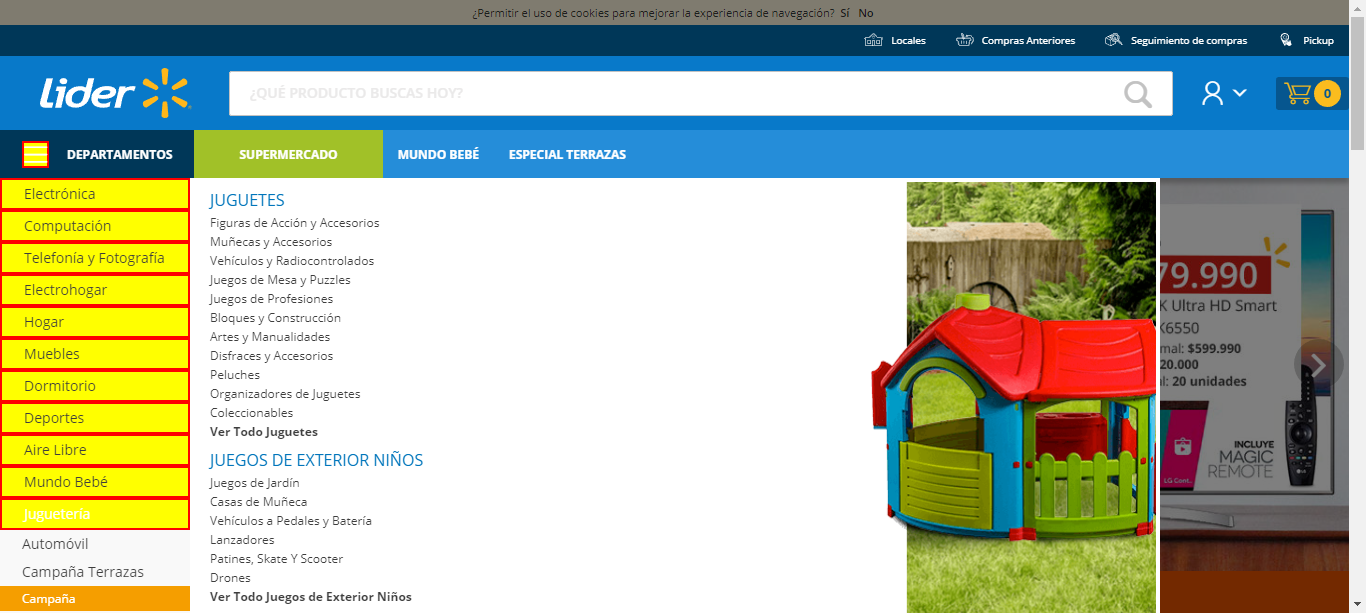 ¿Permitir el uso de cookies para mejorar la experiencia de navegación? Sí No
Locales Compras Anteriores Seguimiento de compras Pickup
lider
¿QUÉ PRODUCTO BUSCAS HOY?
0
DEPARTAMENTOS SUPERMERCADO MUNDO BEBÉ ESPECIAL TERRAZAS
Electrónica
Computación
Telefonía y Fotografía
Electrohogar
Hogar
Muebles
Dormitorio
Deportes
Aire Libre
Mundo Bebé
Juguetería
Automóvil
Campaña Terrazas
Campaña
JUGUETES
Figuras de Acción y Accesorios
Muñecas y Accesorios
Vehículos y Radiocontrolados
Juegos de Mesa y Puzzles
Juegos de Profesiones
Bloques y Construcción
Artes y Manualidades
Disfraces y Accesorios
Peluches
Organizadores de Juguetes
Coleccionables
Ver Todo Juguetes
JUEGOS DE EXTERIOR NIÑOS
Juegos de Jardín
Casas de Muñeca
Vehículos a Pedales y Batería
Lanzadores
Patines, Skate Y Scooter
Drones
Ver Todo Juegos de Exterior Niños
79.990
K Ultra HD Smart
K6550
mal: $599.990
20.000
l: 20 unidades
INCLUYE
MAGIC
REMOTE
LG Cont.
LG